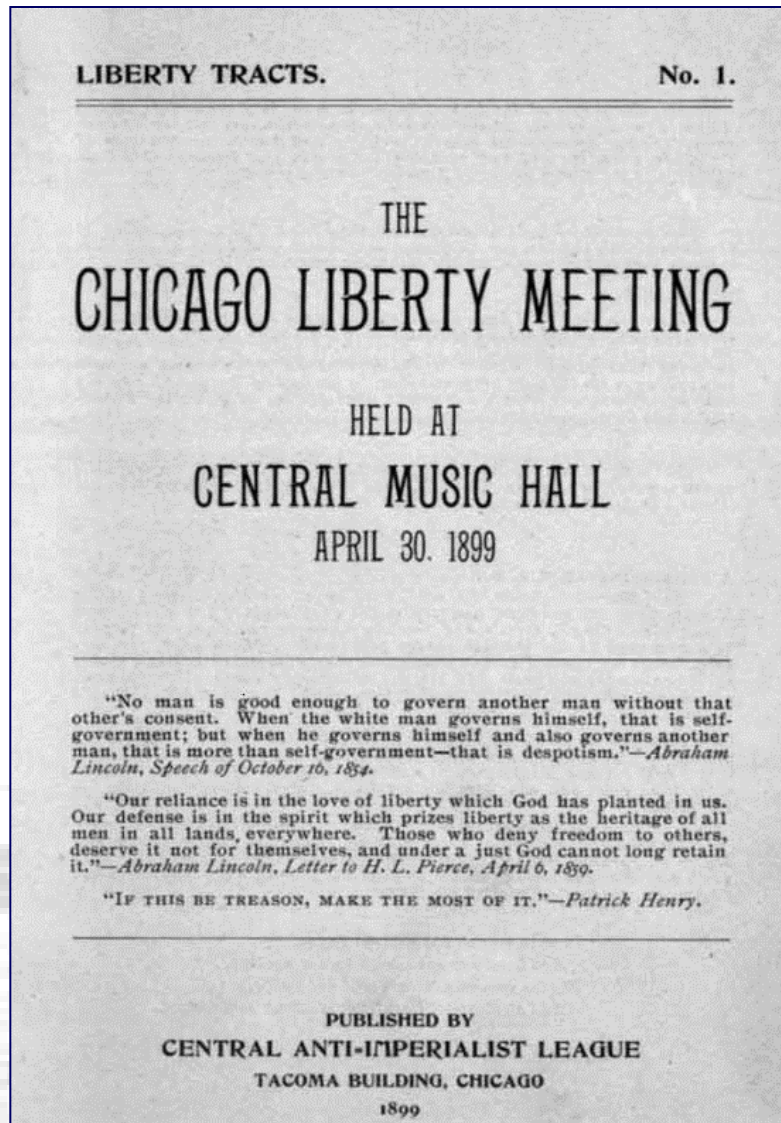 LIBERTY TRACTS. No. 1.
THE
CHICAGO LIBERTY MEETING
HELD AT
CENTRAL MUSIC HALL
APRIL 30. 1899
“No man is good enough to govern another man without that
other's consent. When the white man governs himself, that is self-
government; but when he governs himself and also governs another
man, that is more than self-government—that is despotism.”—Abraham
Lincoln, Speech of October 16, 1854.
“Our reliance is in the love of liberty which God has planted in us.
Our defense is in the spirit which prizes liberty as the heritage of all
men in all lands, everywhere. Those who deny freedom to others,
deserve it not for themselves, and under a just God cannot long retain
it.”—Abraham Lincoln, Letter to H. L. Pierce, April 6, 1859.
“IF THIS BE TREASON, MAKE THE MOST OF IT.”—Patrick Henry.
PUBLISHED BY
CENTRAL ANTI-IMPERIALIST LEAGUE
TACOMA BUILDING, CHICAGO
1899